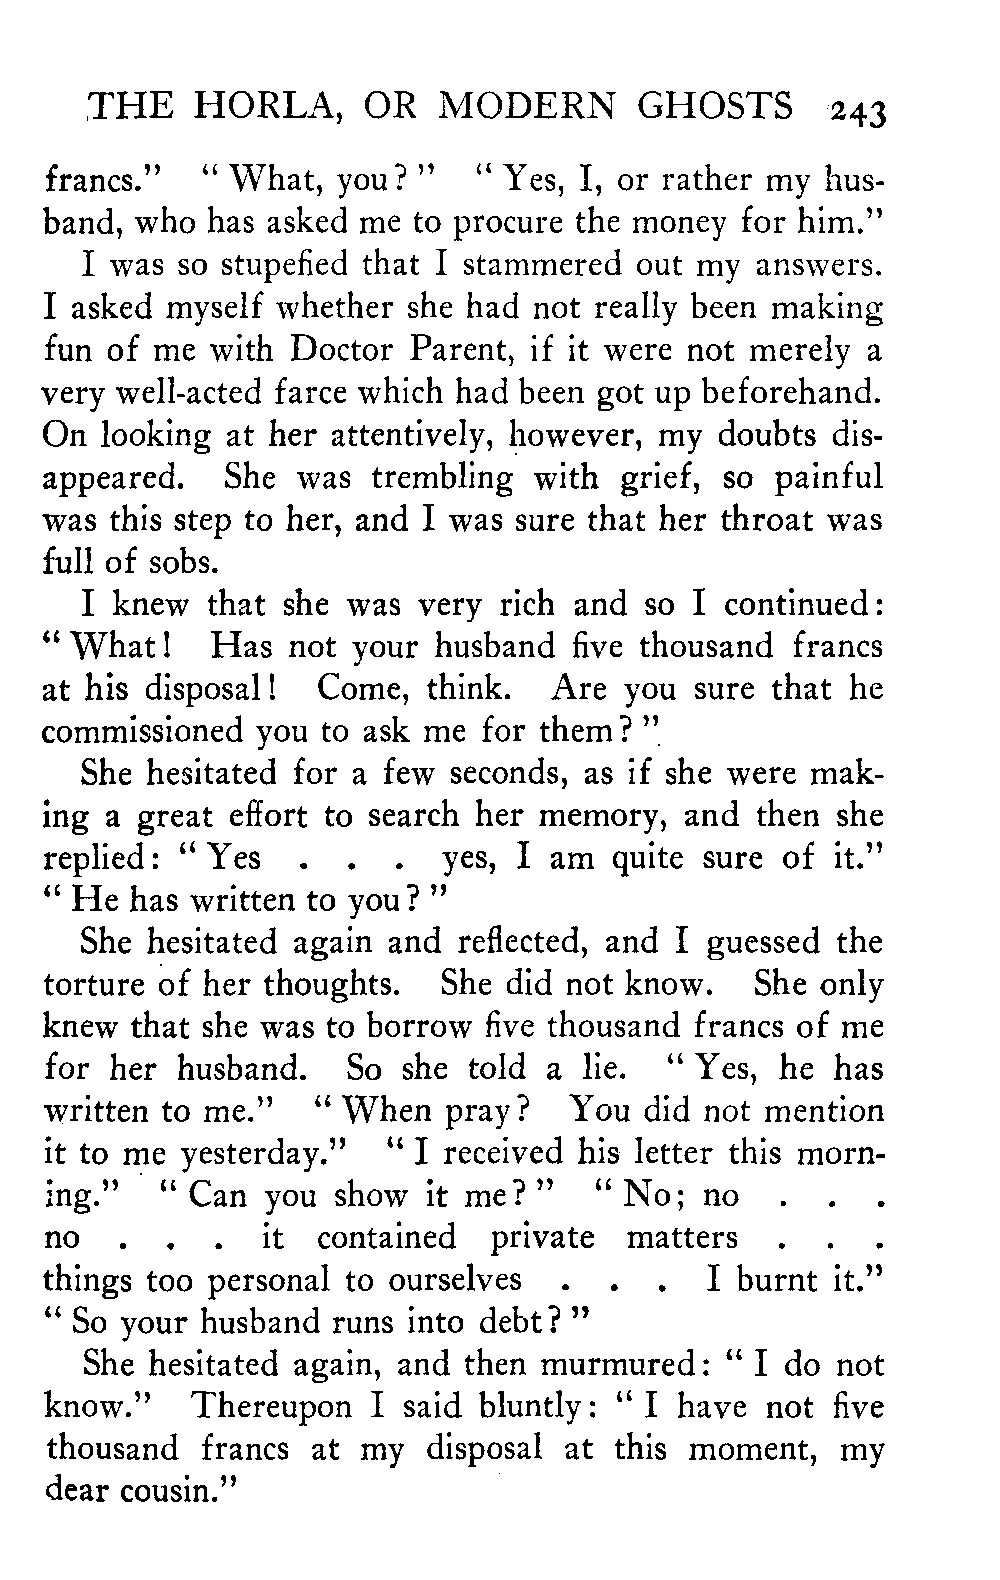 THE HORLA, OR MODERN GHOSTS 243
francs." "What, you?" "Yes, I, or rather my hus-
band, who has asked me to procure the money for him."
I was so stupefied that I stammered out my answers.
I asked myself whether she had not really been making
fun of me with Doctor Parent, if it were not merely a
very well-acted farce which had been got up beforehand.
On looking at her attentively, however, my doubts dis-
appeared. She was trembling with grief, so painful
was this step to her, and I was sure that her throat was
full of sobs.
I knew that she was very rich and so I continued:
"What! Has not your husband five thousand francs
at his disposal! Come, think. Are you sure that he
commissioned you to ask me for them?"
She hesitated for a few seconds, as if she were mak-
ing a great effort to search her memory, and then she
replied: "Yes . . . yes, I am quite sure of it."
"He has written to you?"
She hesitated again and reflected, and I guessed the
torture of her thoughts. She did not know. She only
knew that she was to borrow five thousand francs of me
for her husband. So she told a lie. "Yes, he has
written to me." "When pray? You did not mention
it to me yesterday." "I received his letter this morn-
ing." "Can you show it me?" "No; no . . .
no . . . it contained private matters . . .
things too personal to ourselves . . . I burnt it."
"So your husband runs into debt?"
She hesitated again, and then murmured: "I do not
know." Thereupon I said bluntly: "I have not five
thousand francs at my disposal at this moment, my
dear cousin."